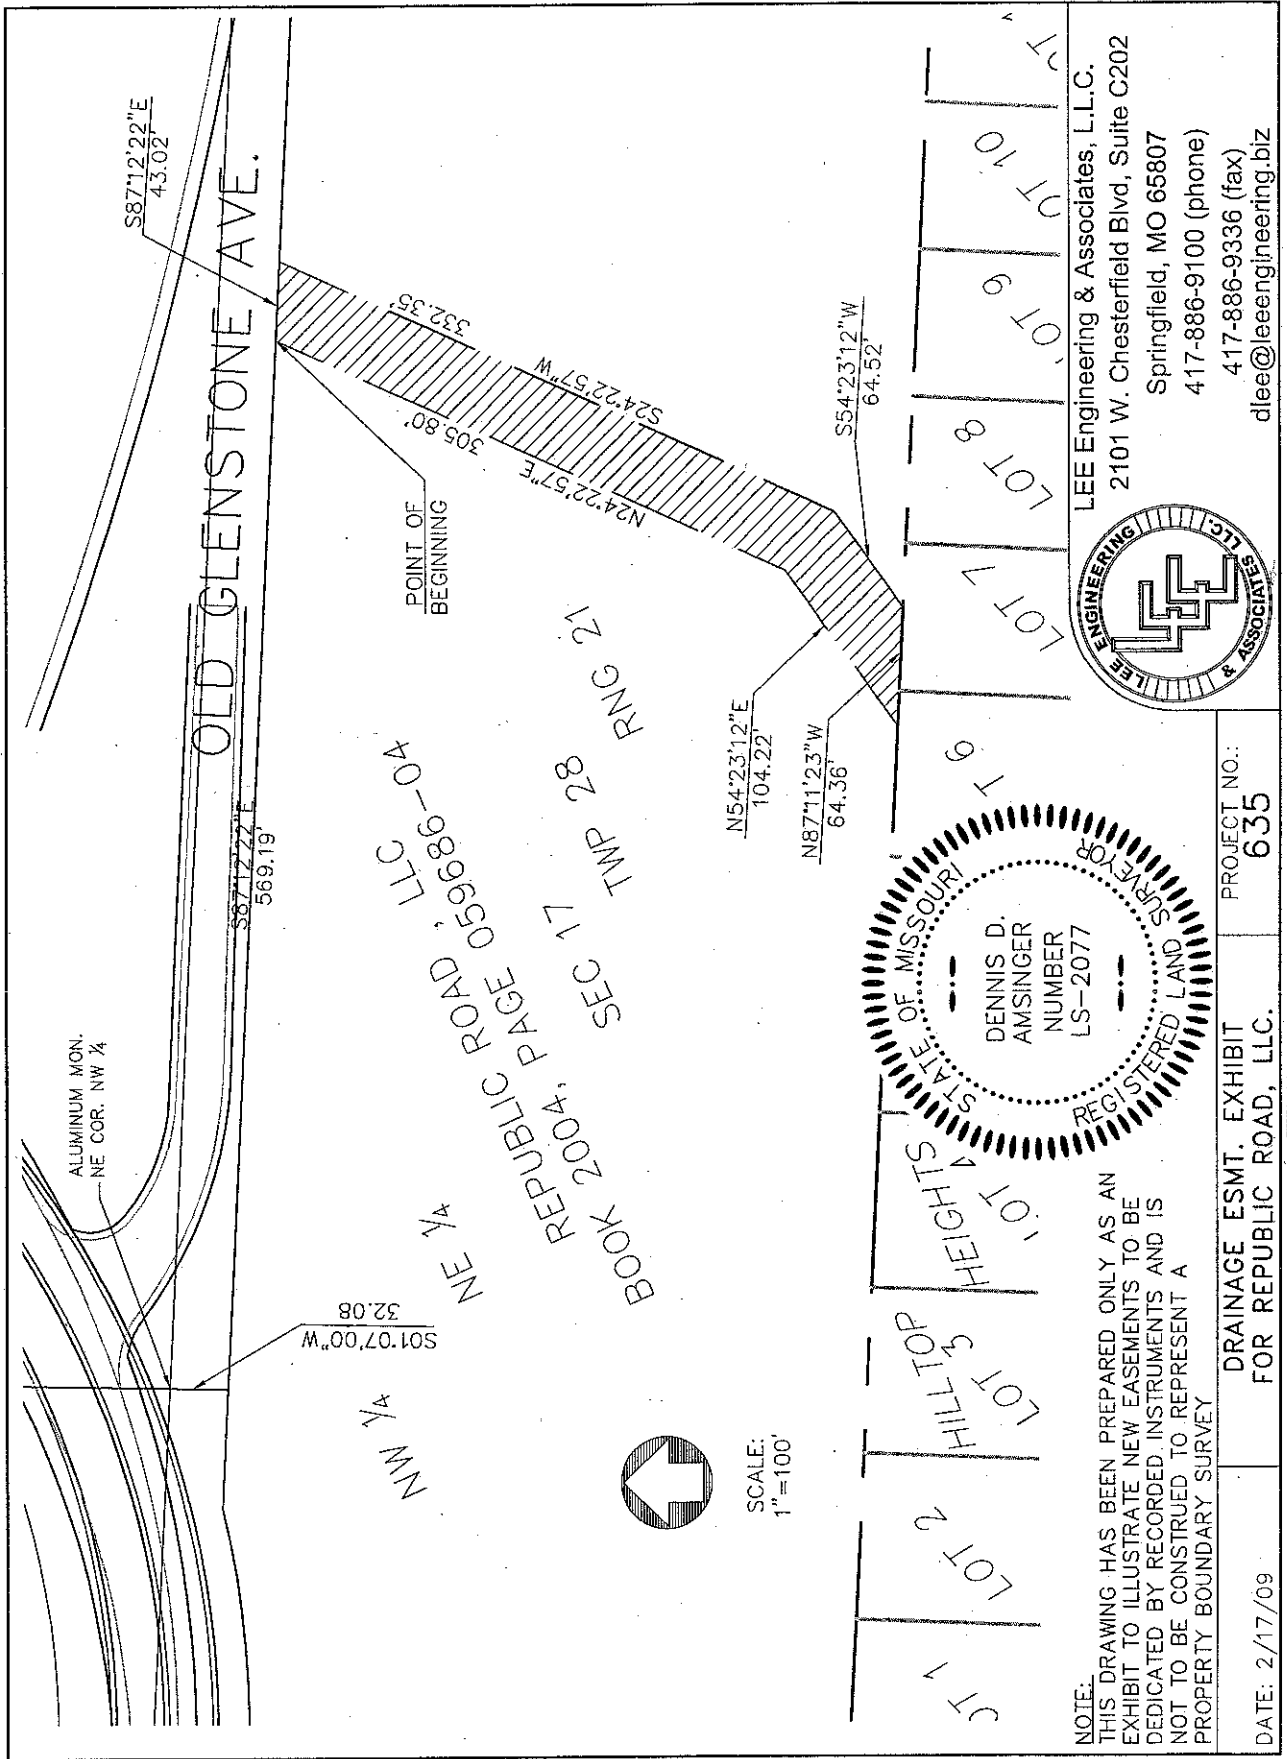 S87°12'22"E
43.02'
OLD GLENSTONE AVE.
ALUMINUM MON.
NE COR. NW ¼
S87°12'22"E
569.19'
S01°07'00"W
32.08
POINT OF
BEGINNING
305.80'
N24°22'57"E
332.35'
S24°22'57"W
NW ¼
NE ¼
REPUBLIC ROAD, LLC
BOOK 2004, PAGE 059686-04
SEC 17 TWP 28 RNG 21
SCALE:
1"=100'
N54°23'12"E
104.22'
N87°11'23"W
64.36'
S54°23'12"W
64.52'
OT 1
LOT 2
HILLTOP HEIGHTS
LOT 3
T 6
LOT 7
LOT 8
OT 9
OT 10
STATE OF MISSOURI
DENNIS D.
AMSINGER
NUMBER
LS-2077
REGISTERED LAND SURVEYOR
NOTE:
THIS DRAWING HAS BEEN PREPARED ONLY AS AN
EXHIBIT TO ILLUSTRATE NEW EASEMENTS TO BE
DEDICATED BY RECORDED INSTRUMENTS AND IS
NOT TO BE CONSTRUED TO REPRESENT A
PROPERTY BOUNDARY SURVEY
LEE ENGINEERING
& ASSOCIATES LLC.
LEE Engineering & Associates, L.L.C.
2101 W. Chesterfield Blvd, Suite C202
Springfield, MO 65807
417-886-9100 (phone)
417-886-9336 (fax)
dlee@leeengineering.biz
DATE: 2/17/09
DRAINAGE ESMT. EXHIBIT
FOR REPUBLIC ROAD, LLC.
PROJECT NO.:
635